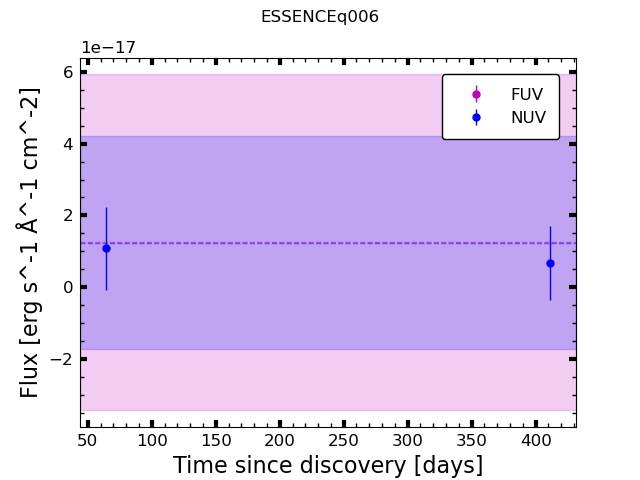 ESSENCEq006
1e−17
6
4
2
0
−2
FUV
NUV
50 100 150 200 250 300 350 400
Time since discovery [days]
Flux [erg s^-1 Å^-1 cm^-2]